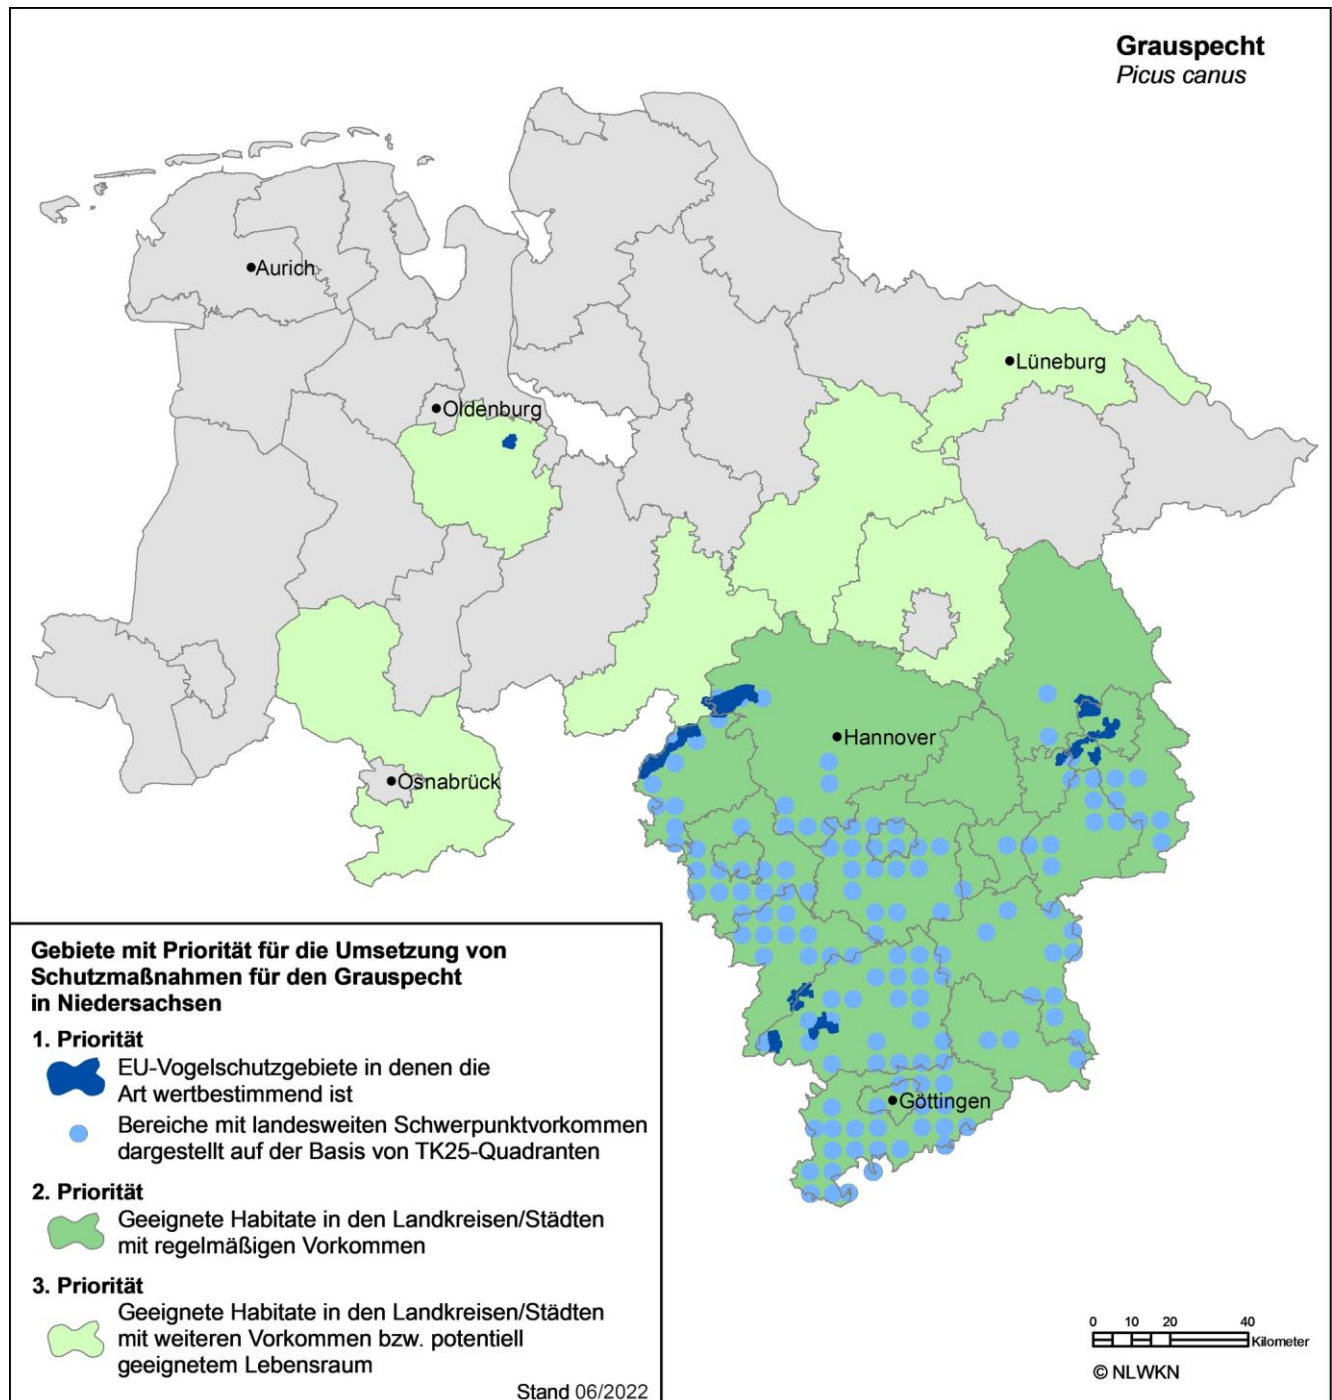 Grauspecht
Picus canus
Aurich
Lüneburg
Oldenburg
Hannover
Osnabrück
Göttingen
Gebiete mit Priorität für die Umsetzung von
Schutzmaßnahmen für den Grauspecht
in Niedersachsen
1. Priorität
EU-Vogelschutzgebiete in denen die
Art wertbestimmend ist
Bereiche mit landesweiten Schwerpunktvorkommen
dargestellt auf der Basis von TK25-Quadranten
2. Priorität
Geeignete Habitate in den Landkreisen/Städten
mit regelmäßigen Vorkommen
3. Priorität
Geeignete Habitate in den Landkreisen/Städten
mit weiteren Vorkommen bzw. potentiell
geeignetem Lebensraum
Stand 06/2022
0 10 20 40
Kilometer
© NLWKN